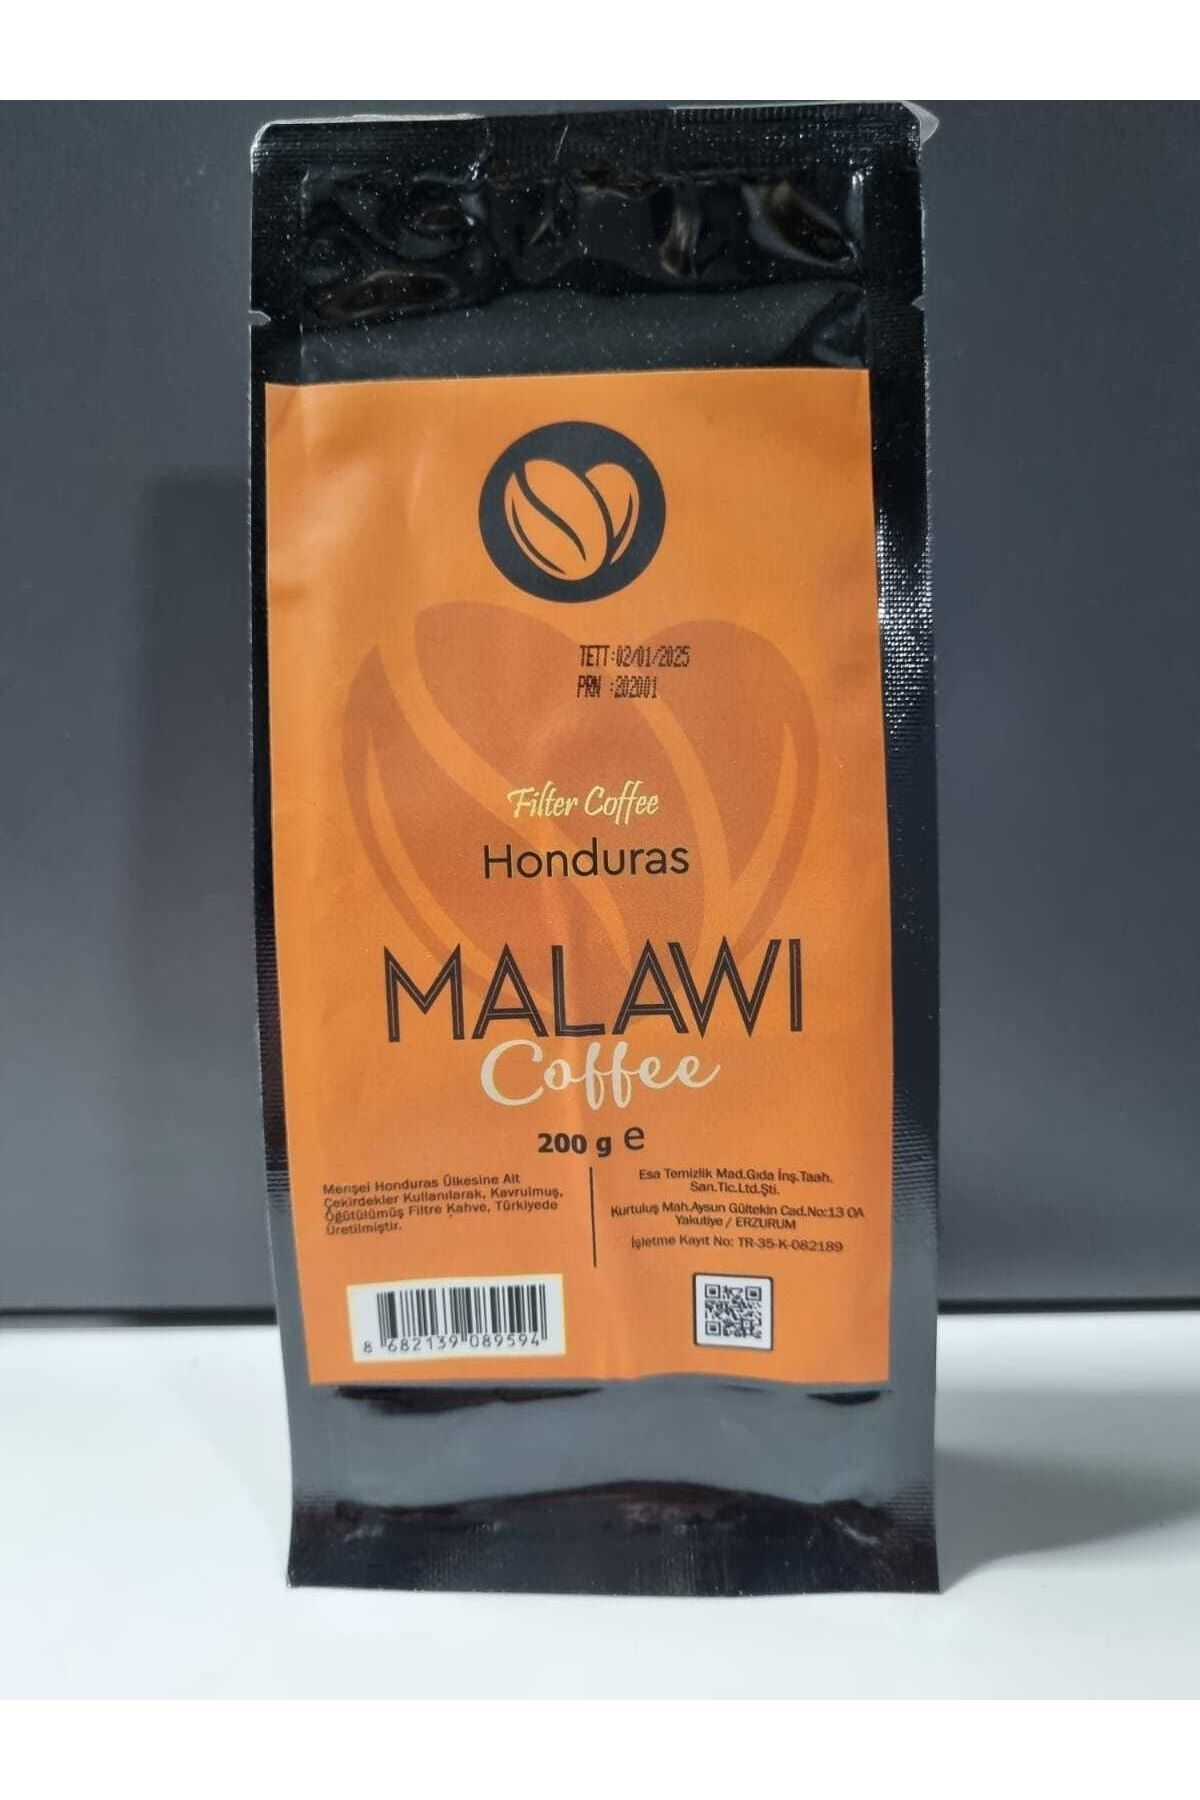 TETT:02/01/2025
PRN :202001
Filter Coffee
Honduras
MALAWI
Coffee
200 g e
Menşei Honduras Ülkesine Ait
Çekirdekler Kullanılarak, Kavrulmuş,
Öğütülümüş Filtre Kahve, Türkiyede
Üretilmiştir.
Esa Temizlik Mad.Gıda İnş.Taah.
San.Tic.Ltd.Şti.
Kurtuluş Mah.Aysun Gültekin Cad.No:13 0A
Yakutiye / ERZURUM
İşletme Kayıt No: TR-35-K-082189
8 682139 089594